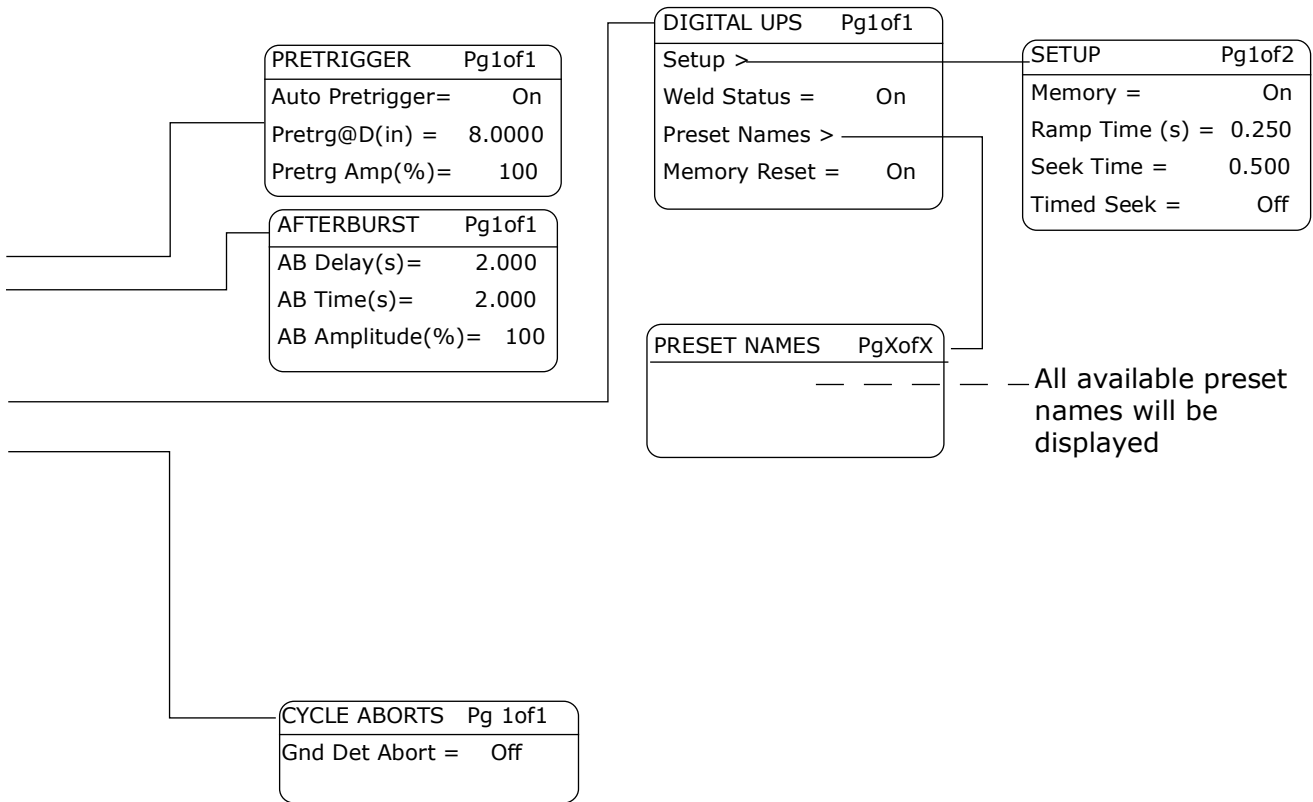 PRETRIGGER Pg1of1
Auto Pretrigger= On
Pretrg@D(in) = 8.0000
Pretrg Amp(%)= 100
AFTERBURST Pg1of1
AB Delay(s)= 2.000
AB Time(s)= 2.000
AB Amplitude(%)= 100
DIGITAL UPS Pg1of1
Setup >
Weld Status = On
Preset Names >
Memory Reset = On
SETUP Pg1of2
Memory = On
Ramp Time (s) = 0.250
Seek Time = 0.500
Timed Seek = Off
PRESET NAMES PgXofX
All available preset
names will be
displayed
CYCLE ABORTS Pg 1of1
Gnd Det Abort = Off